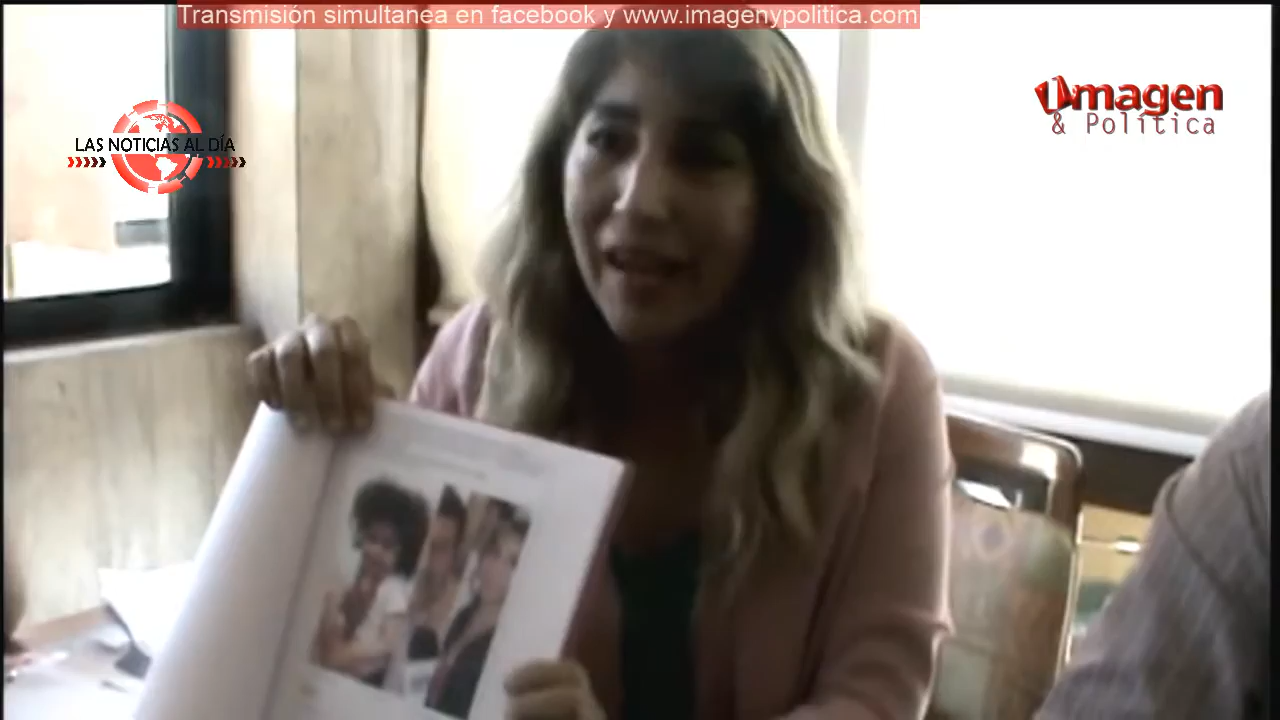 Transmisión simultanea en facebook y www.imagenypolitica.com
LAS NOTICIAS AL DÍA
Imagen
& Política